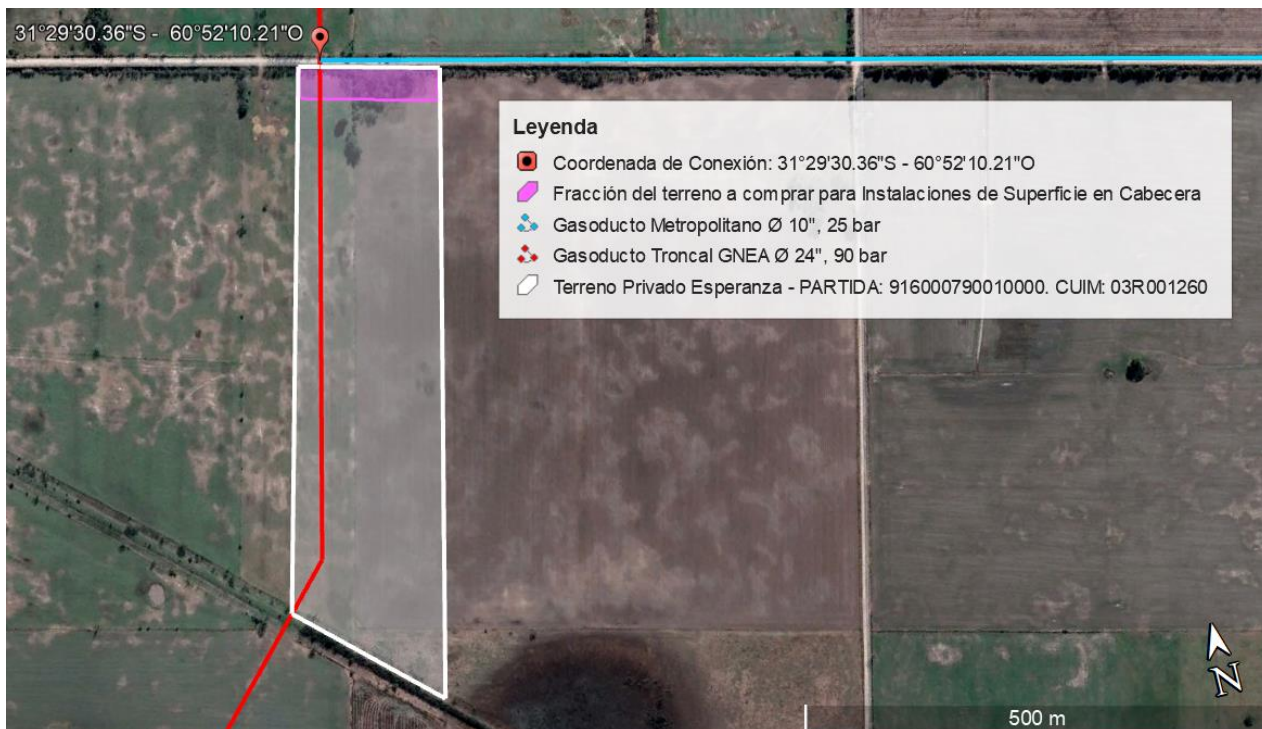 31°29'30.36"S - 60°52'10.21"O
Leyenda
Coordenada de Conexión: 31°29'30.36"S - 60°52'10.21"O
Fracción del terreno a comprar para Instalaciones de Superficie en Cabecera
Gasoducto Metropolitano Ø 10", 25 bar
Gasoducto Troncal GNEA Ø 24", 90 bar
Terreno Privado Esperanza - PARTIDA: 916000790010000. CUIM: 03R001260
N
500 m